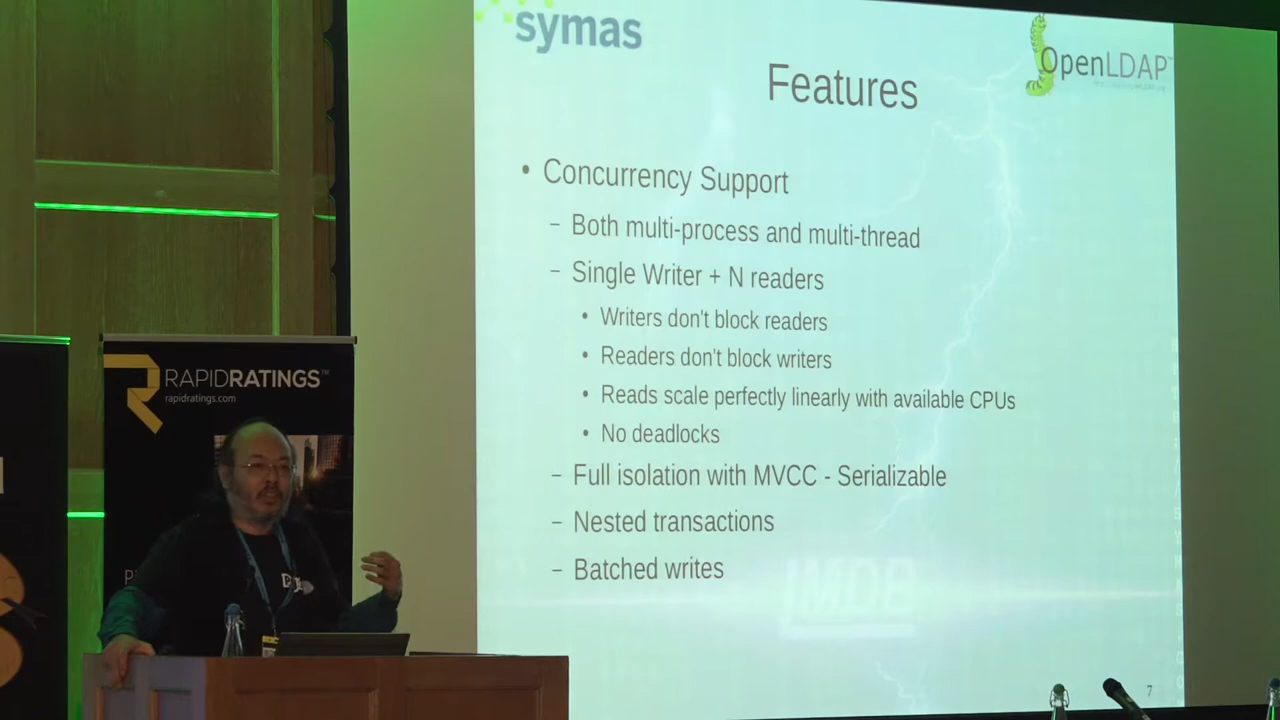 symas
OpenLDAP
Features
• Concurrency Support
– Both multi-process and multi-thread
– Single Writer + N readers
• Writers don't block readers
• Readers don't block writers
• Reads scale perfectly linearly with available CPUs
• No deadlocks
– Full isolation with MVCC - Serializable
– Nested transactions
– Batched writes
LMDB
7
RAPIDRATINGS™
rapidratings.com